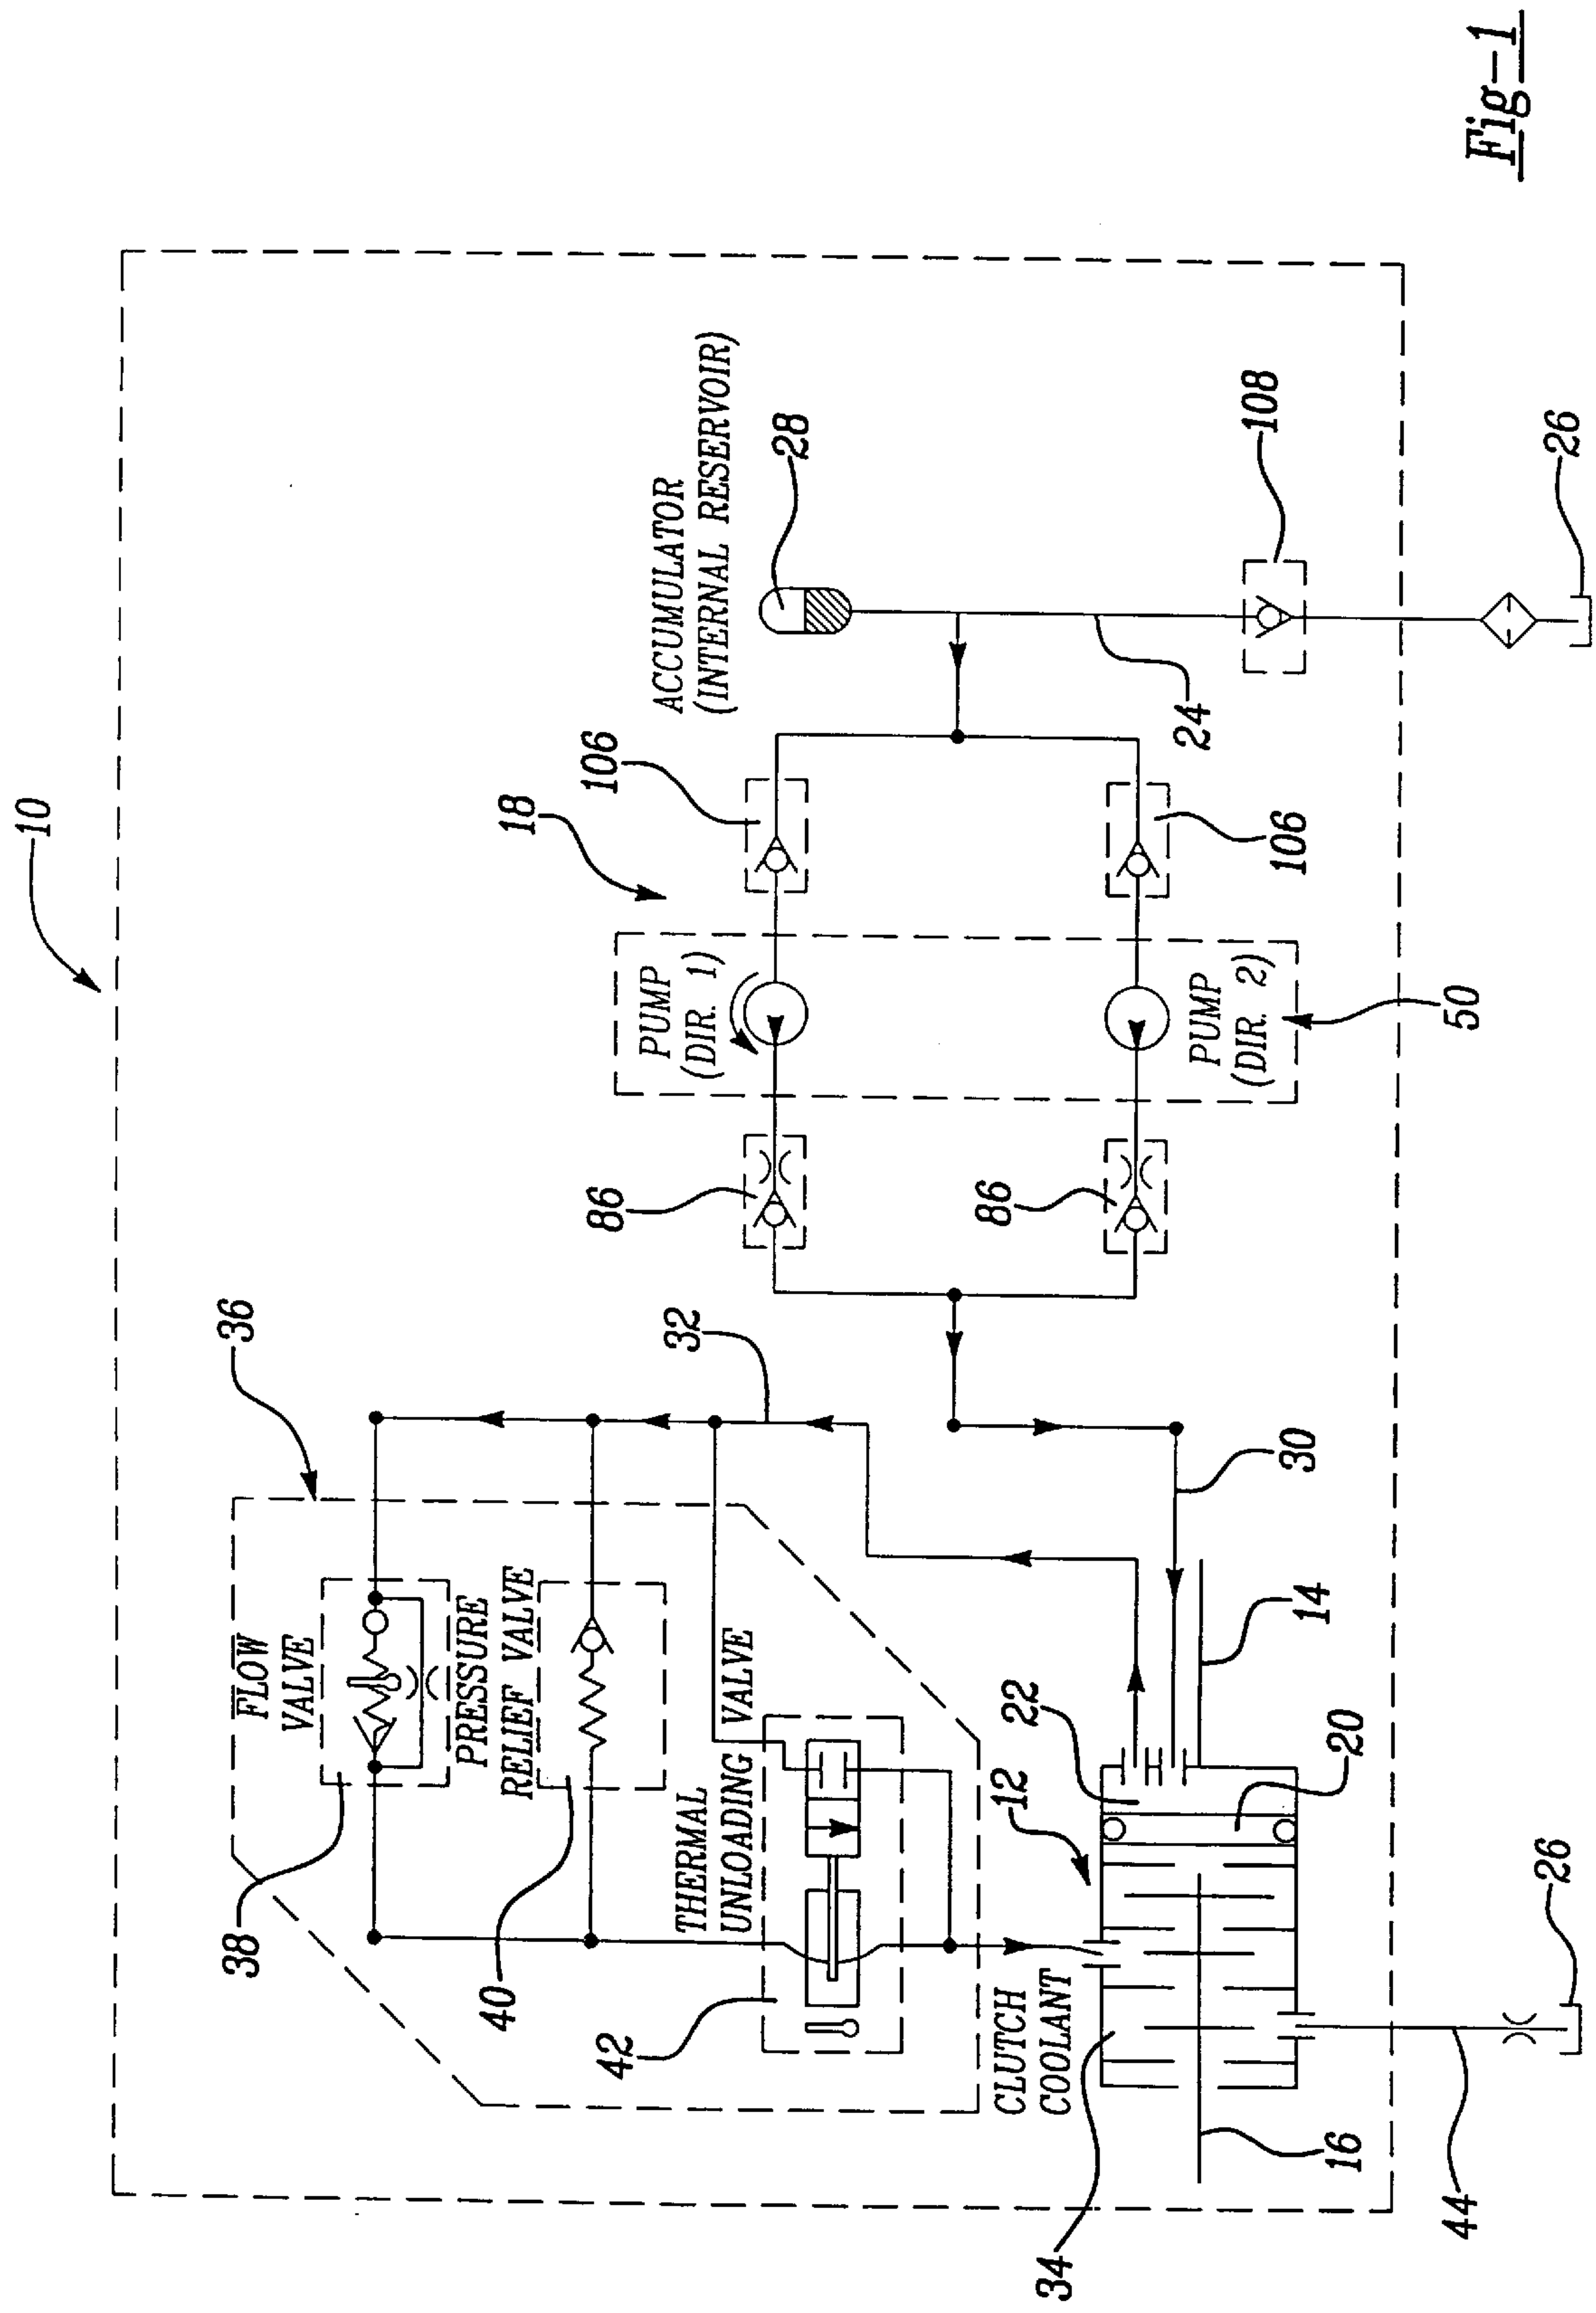 10
36
FLOW
VALVE
38
PRESSURE
RELIEF VALVE
40
THERMAL
UNLOADING VALVE
42
32
18
106
86
PUMP
(DIR. 1)
ACCUMULATOR
(INTERNAL RESERVOIR)
28
86
PUMP
(DIR. 2)
50
106
24
108
26
CLUTCH
COOLANT
12
22
20
14
30
34
16
44
26
Fig-1